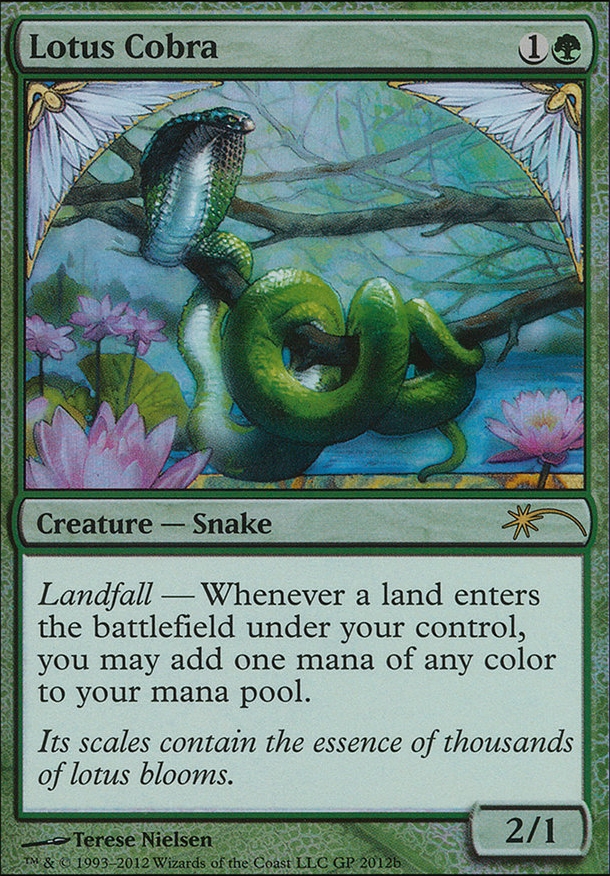 Lotus Cobra 1
Creature — Snake
Landfall — Whenever a land enters
the battlefield under your control,
you may add one mana of any color
to your mana pool.
Its scales contain the essence of thousands
of lotus blooms.
2/1
Terese Nielsen
™ & © 1993–2012 Wizards of the Coast LLC GP 2012b